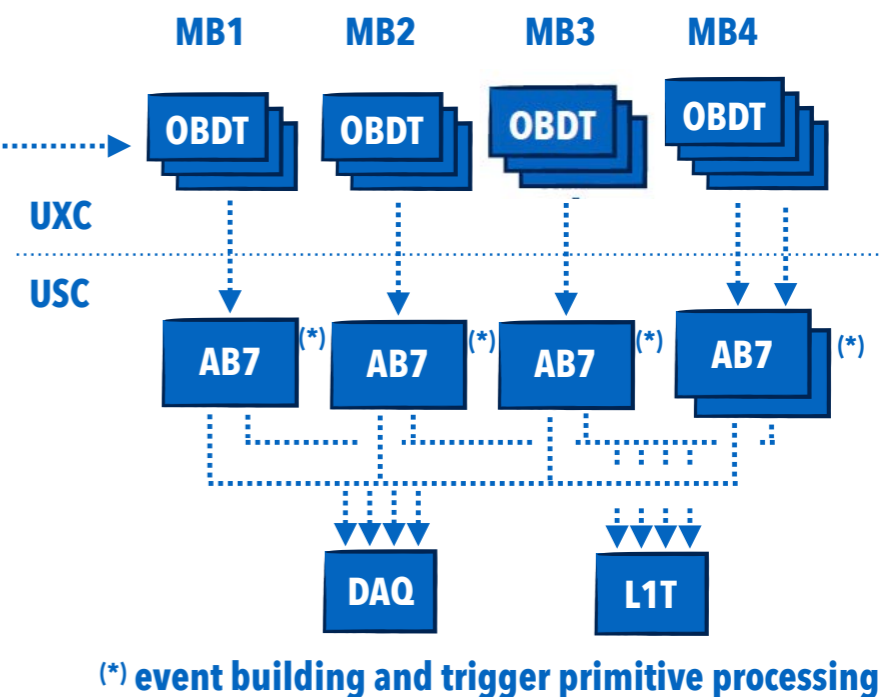 MB1 MB2 MB3 MB4
OBDT OBDT OBDT OBDT
UXC
USC
AB7 (*) AB7 (*) AB7 (*) AB7 (*)
DAQ L1T
(*) event building and trigger primitive processing